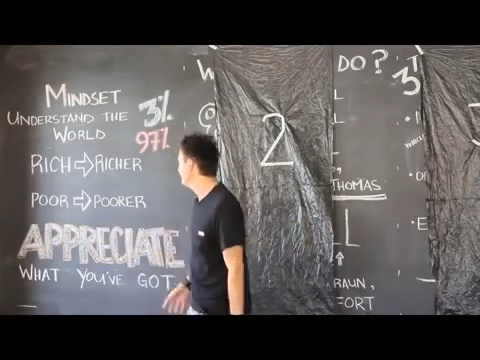 MINDSET
UNDERSTAND THE
WORLD
3%
97%
RICH ⇨ RICHER
POOR ⇨ POORER
APPRECIATE
WHAT YOU'VE GOT
W
2
DO?
L
L
THOMAS
L
↑
RAUN,
FORT
3